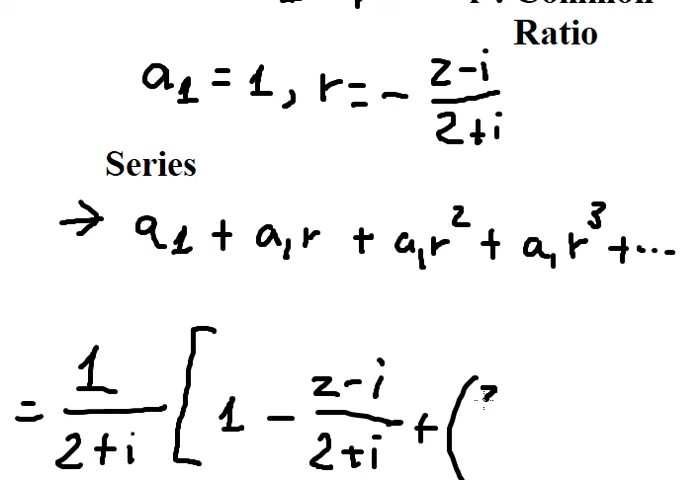 Ratio
a₁ = 1, r = - (z-i)/(2+i)
Series
→ a₁ + a₁r + a₁r² + a₁r³ + ...
= 1/(2+i) [ 1 - (z-i)/(2+i) + (z